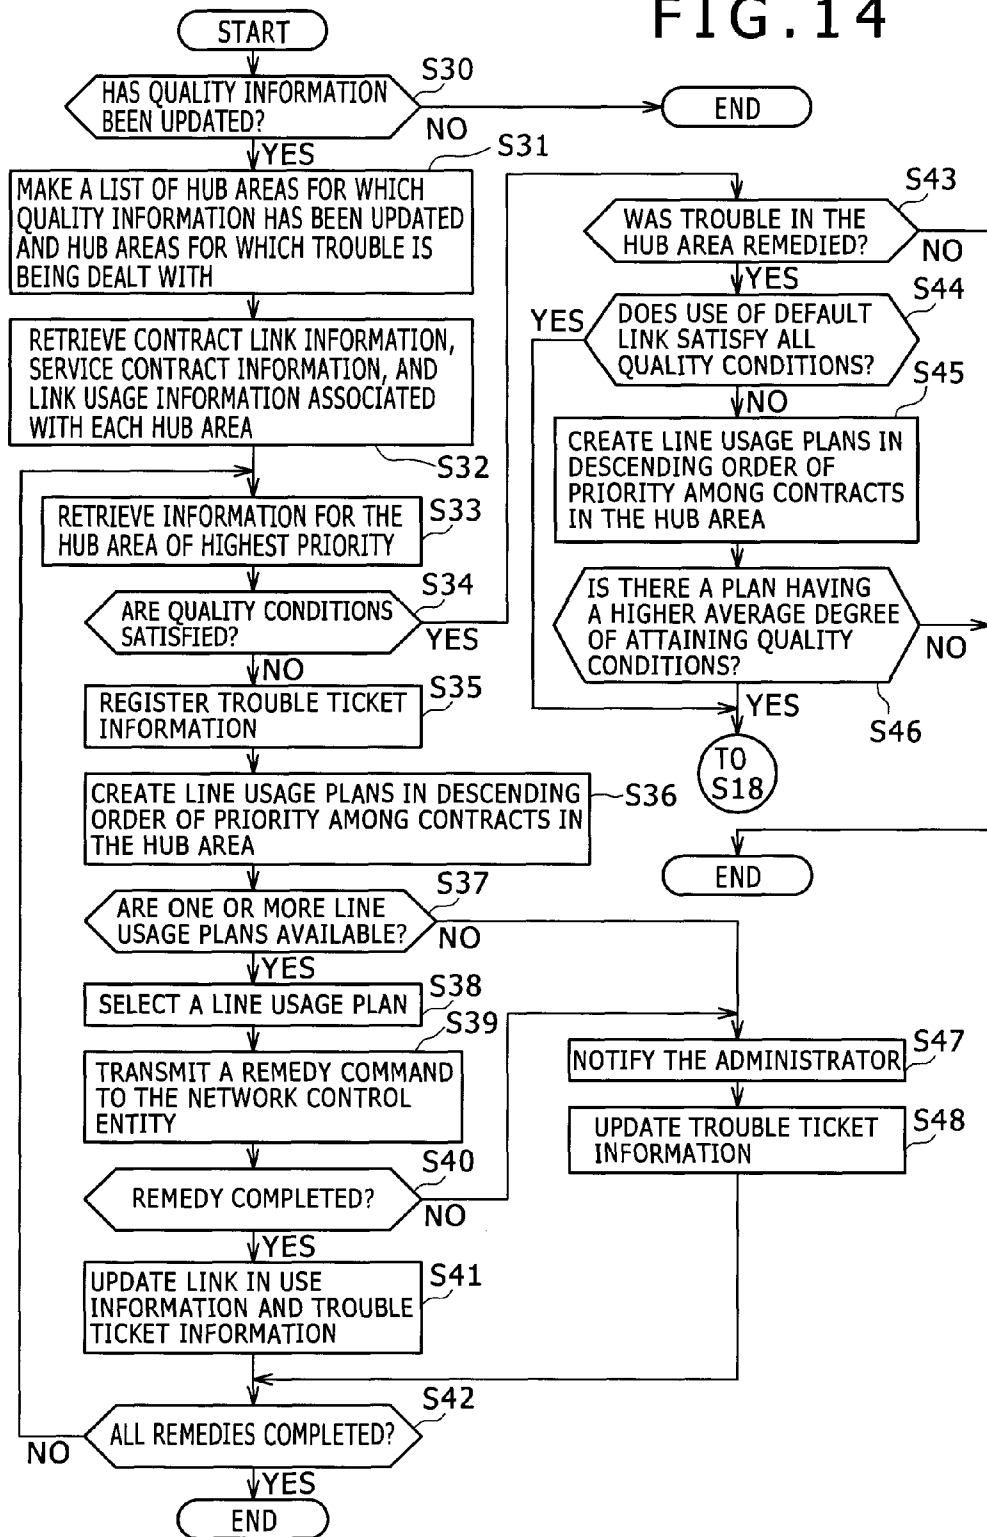 FIG.14
START
S30
HAS QUALITY INFORMATION
BEEN UPDATED?
NO
END
YES
S31
MAKE A LIST OF HUB AREAS FOR WHICH
QUALITY INFORMATION HAS BEEN UPDATED
AND HUB AREAS FOR WHICH TROUBLE IS
BEING DEALT WITH
RETRIEVE CONTRACT LINK INFORMATION,
SERVICE CONTRACT INFORMATION, AND
LINK USAGE INFORMATION ASSOCIATED
WITH EACH HUB AREA
S32
RETRIEVE INFORMATION FOR THE
HUB AREA OF HIGHEST PRIORITY
S33
S34
ARE QUALITY CONDITIONS
SATISFIED?
YES
NO
S35
REGISTER TROUBLE TICKET
INFORMATION
CREATE LINE USAGE PLANS IN DESCENDING
ORDER OF PRIORITY AMONG CONTRACTS IN
THE HUB AREA
S36
S37
ARE ONE OR MORE LINE
USAGE PLANS AVAILABLE?
NO
YES
S38
SELECT A LINE USAGE PLAN
S39
TRANSMIT A REMEDY COMMAND
TO THE NETWORK CONTROL
ENTITY
S40
REMEDY COMPLETED?
NO
YES
S41
UPDATE LINK IN USE
INFORMATION AND TROUBLE
TICKET INFORMATION
S42
ALL REMEDIES COMPLETED?
NO
YES
END
S43
WAS TROUBLE IN THE
HUB AREA REMEDIED?
NO
YES
S44
YES
DOES USE OF DEFAULT
LINK SATISFY ALL
QUALITY CONDITIONS?
NO
S45
CREATE LINE USAGE PLANS IN
DESCENDING ORDER OF
PRIORITY AMONG CONTRACTS
IN THE HUB AREA
IS THERE A PLAN HAVING
A HIGHER AVERAGE DEGREE
OF ATTAINING QUALITY
CONDITIONS?
NO
YES
S46
TO
S18
END
NOTIFY THE ADMINISTRATOR
S47
UPDATE TROUBLE TICKET
INFORMATION
S48